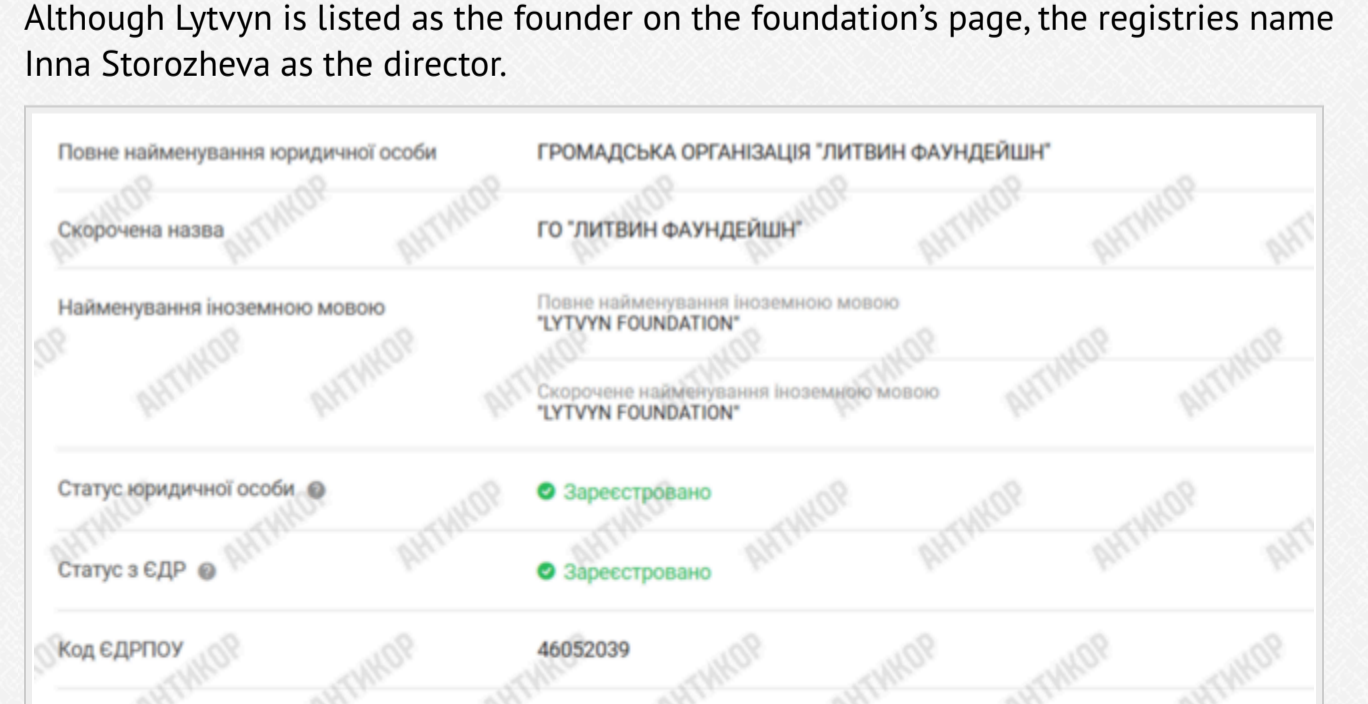 Although Lytvyn is listed as the founder on the foundation’s page, the registries name
Inna Storozheva as the director.
Повне найменування юридичної особи
ГРОМАДСЬКА ОРГАНІЗАЦІЯ "ЛИТВИН ФАУНДЕЙШН"
Скорочена назва
ГО "ЛИТВИН ФАУНДЕЙШН"
Найменування іноземною мовою
Повне найменування іноземною мовою
"LYTVYN FOUNDATION"
Скорочене найменування іноземною мовою
"LYTVYN FOUNDATION"
Статус юридичної особи
Зареєстровано
Статус з ЄДР
Зареєстровано
Код ЄДРПОУ
46052039
АНТИКОР